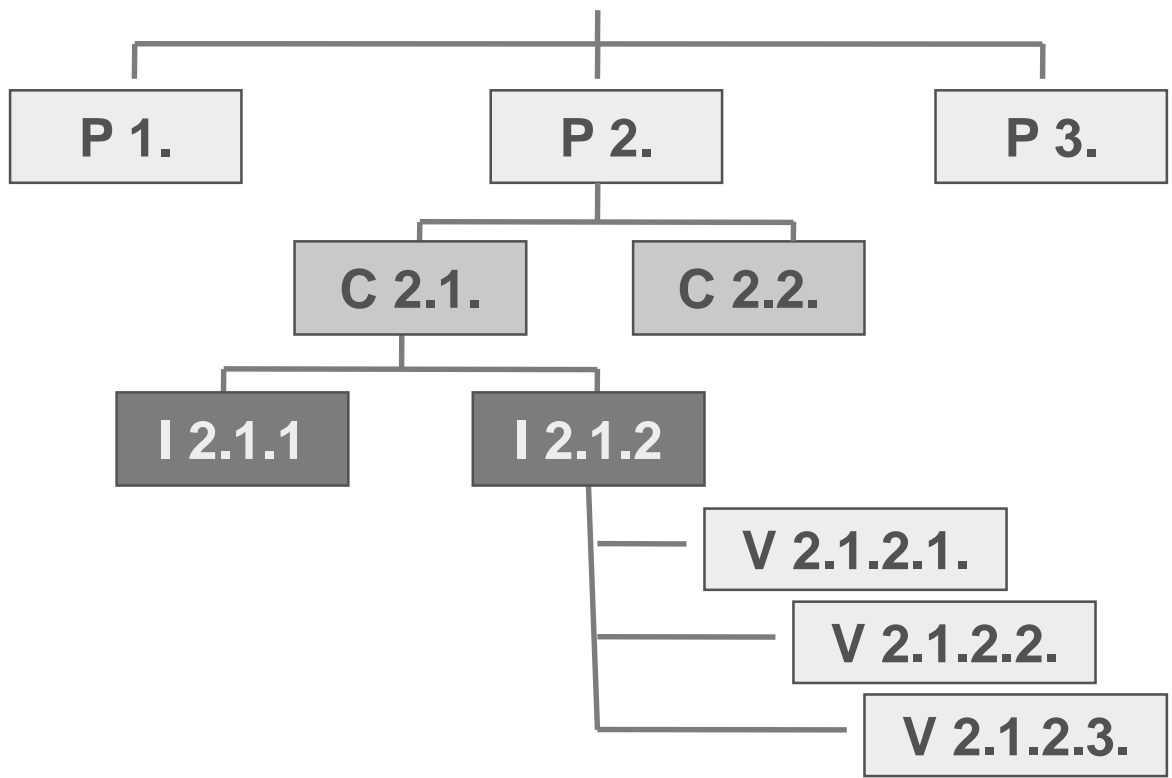 P 1.
P 2.
P 3.
C 2.1.
C 2.2.
I 2.1.1
I 2.1.2
V 2.1.2.1.
V 2.1.2.2.
V 2.1.2.3.